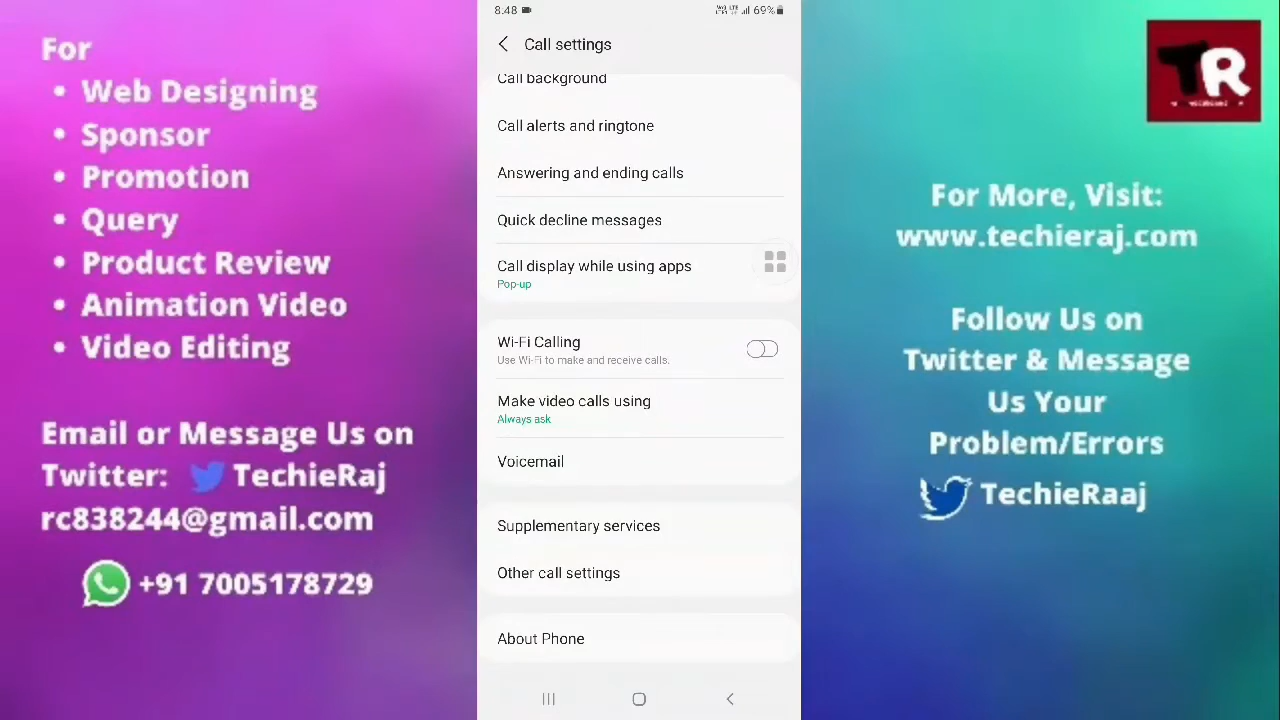 For
• Web Designing
• Sponsor
• Promotion
• Query
• Product Review
• Animation Video
• Video Editing
Email or Message Us on
Twitter: TechieRaj
rc838244@gmail.com
+91 7005178729
8:48
69%
Call settings
Call background
Call alerts and ringtone
Answering and ending calls
Quick decline messages
Call display while using apps
Pop-up
Wi-Fi Calling
Use Wi-Fi to make and receive calls.
Make video calls using
Always ask
Voicemail
Supplementary services
Other call settings
About Phone
TR
For More, Visit:
www.techieraj.com
Follow Us on
Twitter & Message
Us Your
Problem/Errors
TechieRaaj